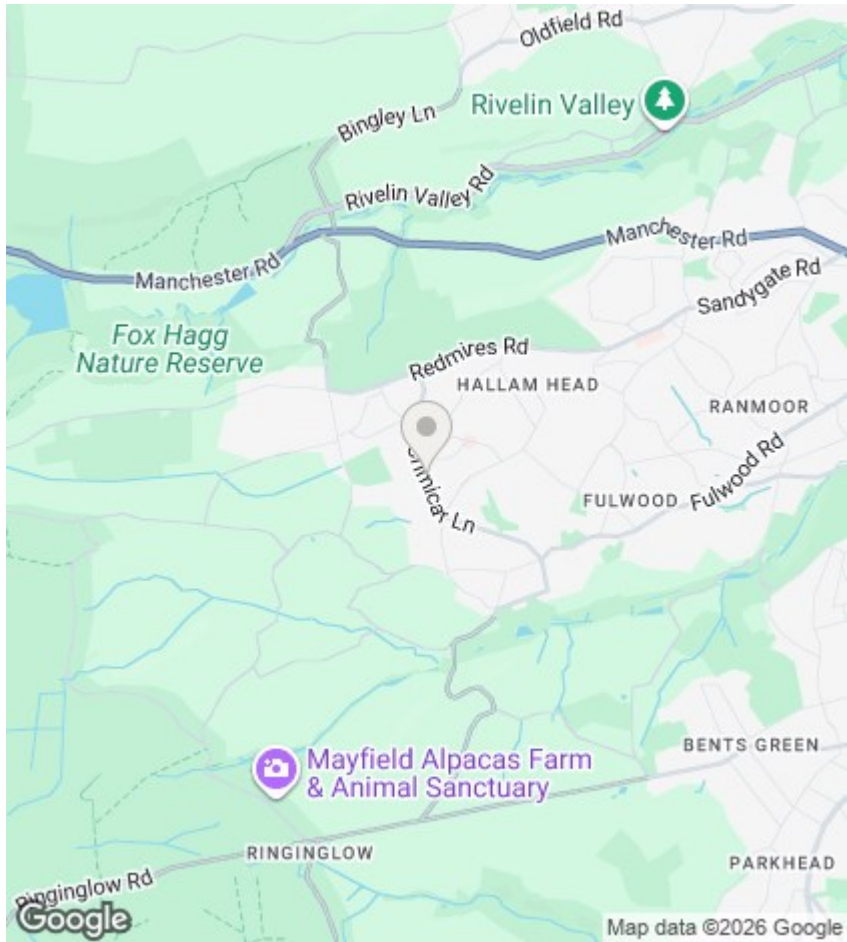 Oldfield Rd
Rivelin Valley
Bingley Ln
Rivelin Valley Rd
Manchester Rd
Manchester Rd
Sandygate Rd
Fox Hagg
Nature Reserve
Redmires Rd
HALLAM HEAD
RANMOOR
Ln
FULWOOD
Fulwood Rd
BENTS GREEN
Mayfield Alpacas Farm
& Animal Sanctuary
RINGINGLOW
PARKHEAD
Ringinglow Rd
Google
Map data ©2026 Google